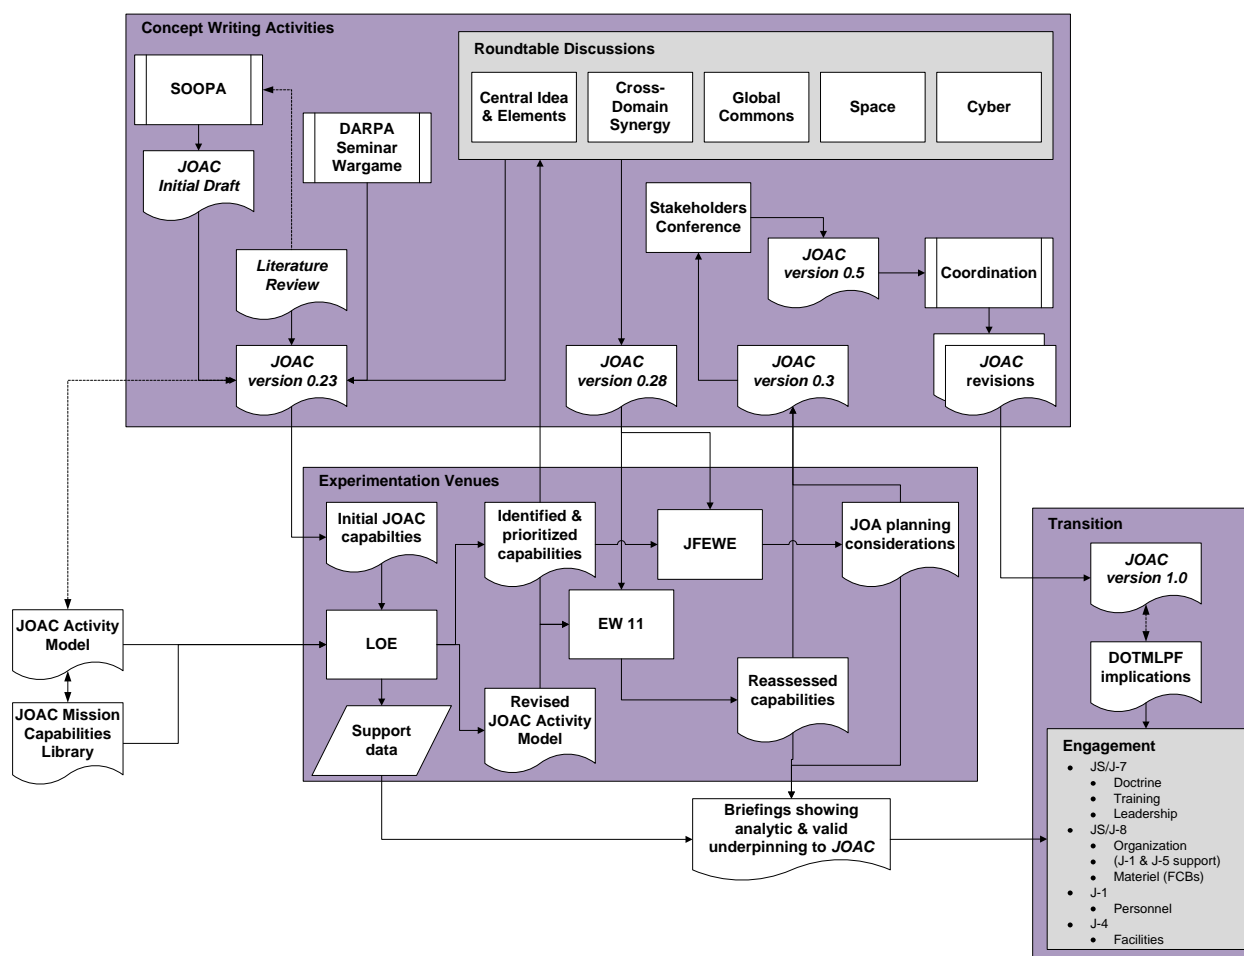 Concept Writing Activities
SOOPA
JOAC
Initial Draft
DARPA
Seminar
Wargame
Literature
Review
JOAC
version 0.23
Roundtable Discussions
Central Idea
& Elements
Cross-
Domain
Synergy
Global
Commons
Space
Cyber
Stakeholders
Conference
JOAC
version 0.5
Coordination
JOAC
version 0.28
JOAC
version 0.3
JOAC
revisions
Experimentation Venues
Initial JOAC
capabilties
Identified &
prioritized
capabilities
JFEWE
JOA planning
considerations
LOE
EW 11
Support
data
Revised
JOAC Activity
Model
Reassessed
capabilities
JOAC Activity
Model
JOAC Mission
Capabilities
Library
Briefings showing
analytic & valid
underpinning to JOAC
Transition
JOAC
version 1.0
DOTMLPF
implications
Engagement
• JS/J-7
• Doctrine
• Training
• Leadership
• JS/J-8
• Organization
• (J-1 & J-5 support)
• Materiel (FCBs)
• J-1
• Personnel
• J-4
• Facilities